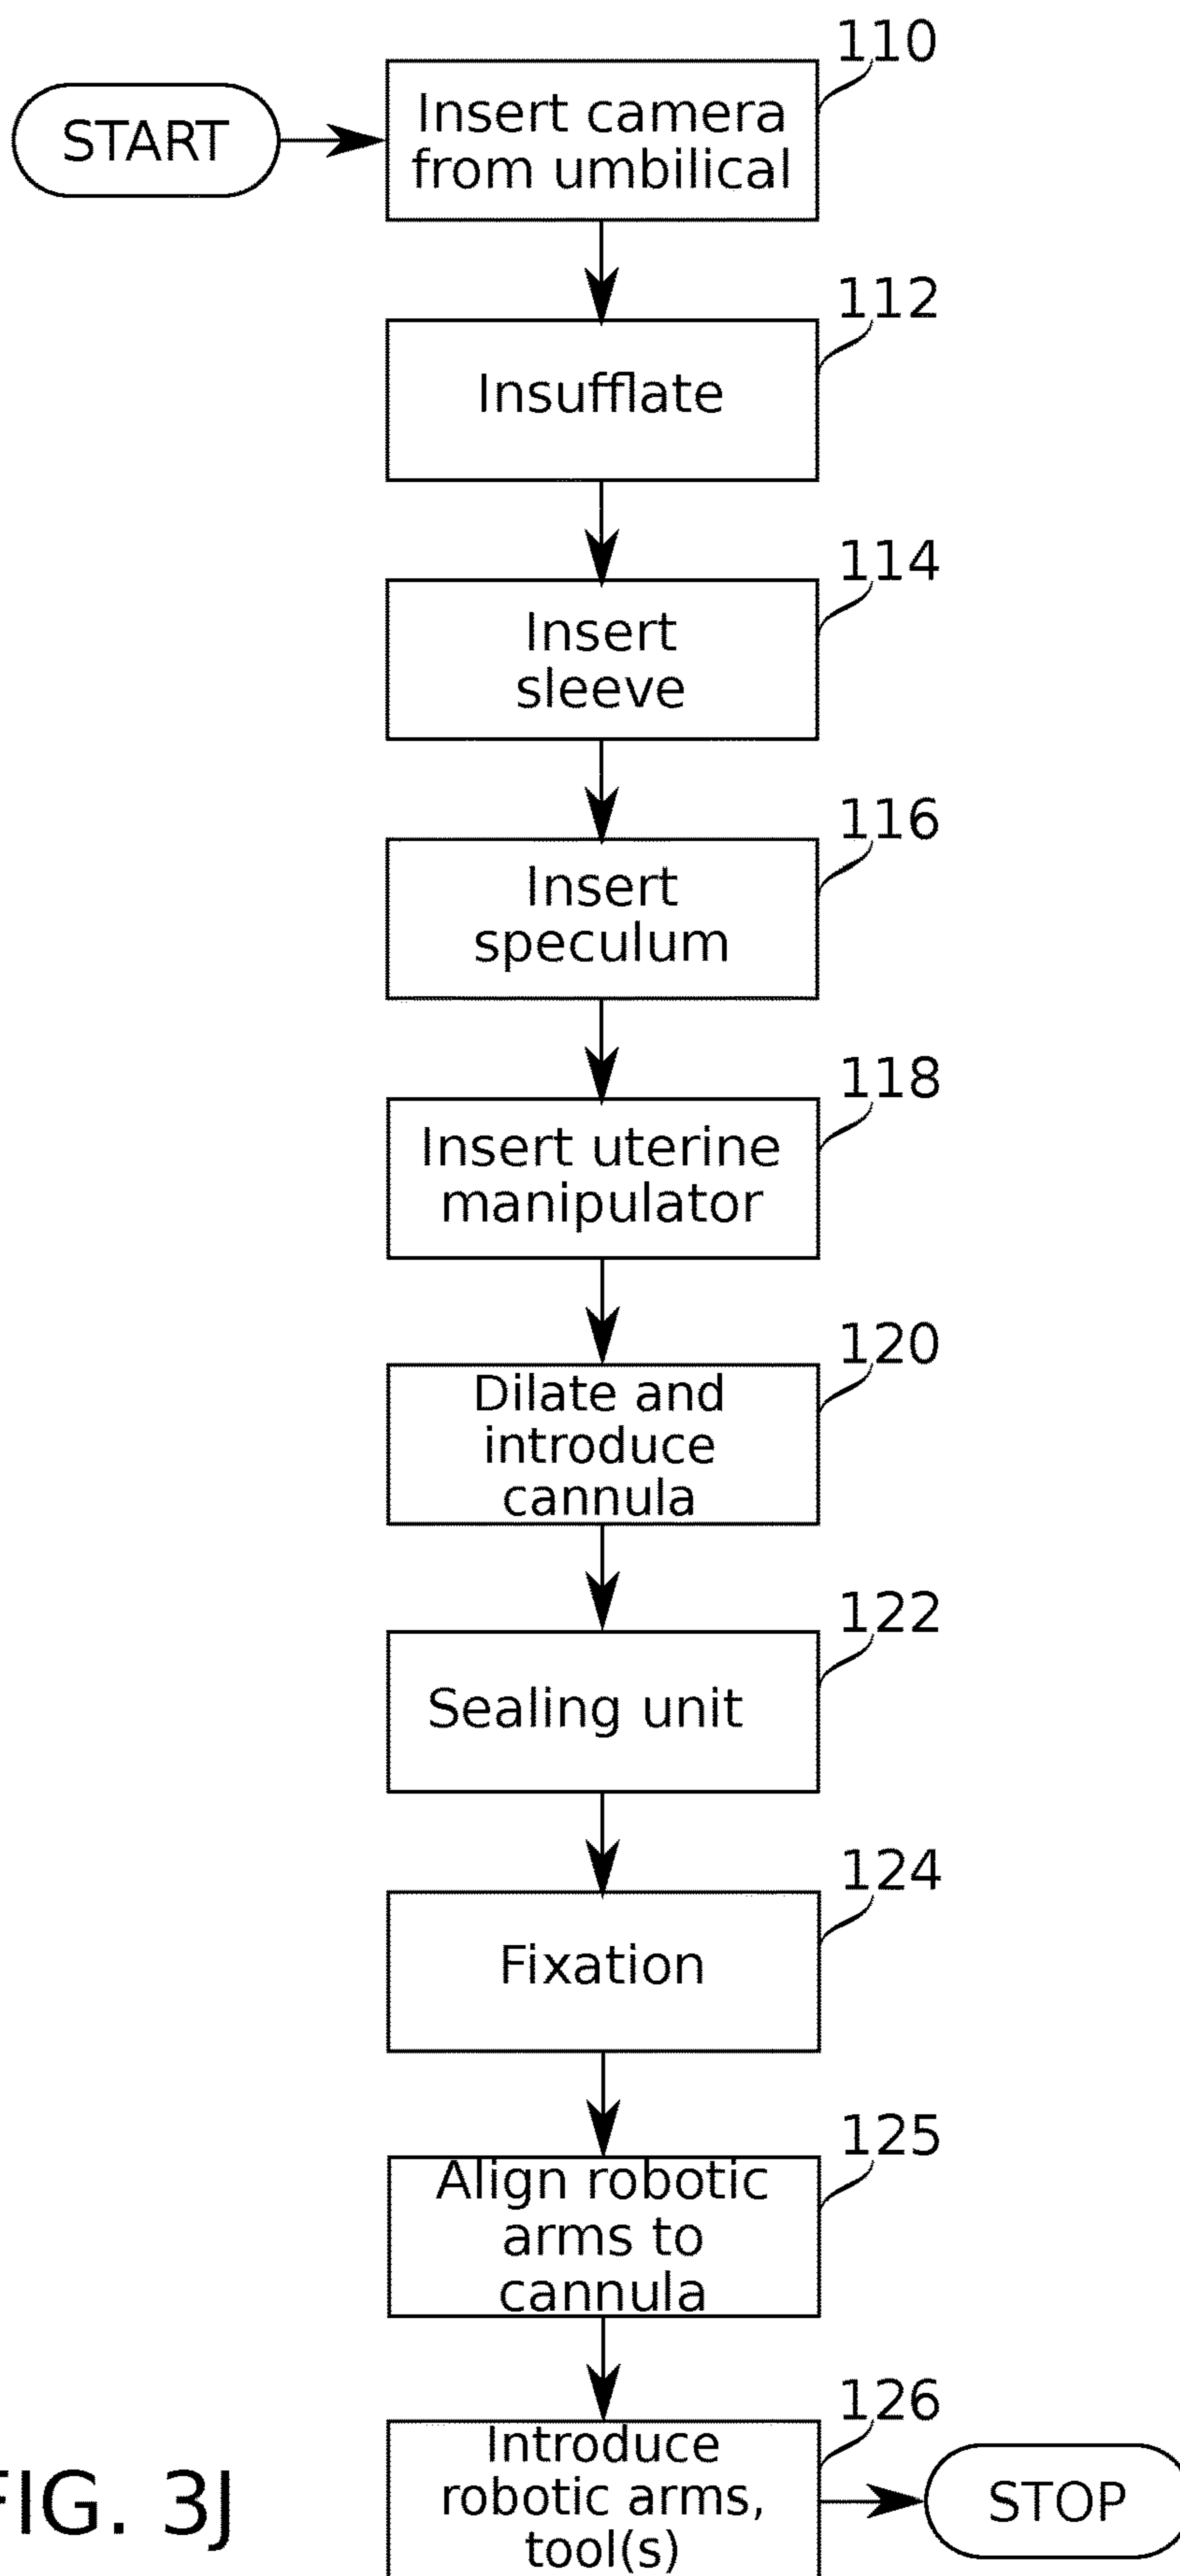 110
START
Insert camera
from umbilical
112
Insufflate
114
Insert
sleeve
116
Insert
speculum
118
Insert uterine
manipulator
120
Dilate and
introduce
cannula
122
Sealing unit
124
Fixation
125
Align robotic
arms to
cannula
126
Introduce
robotic arms,
tool(s)
STOP
FIG. 3J